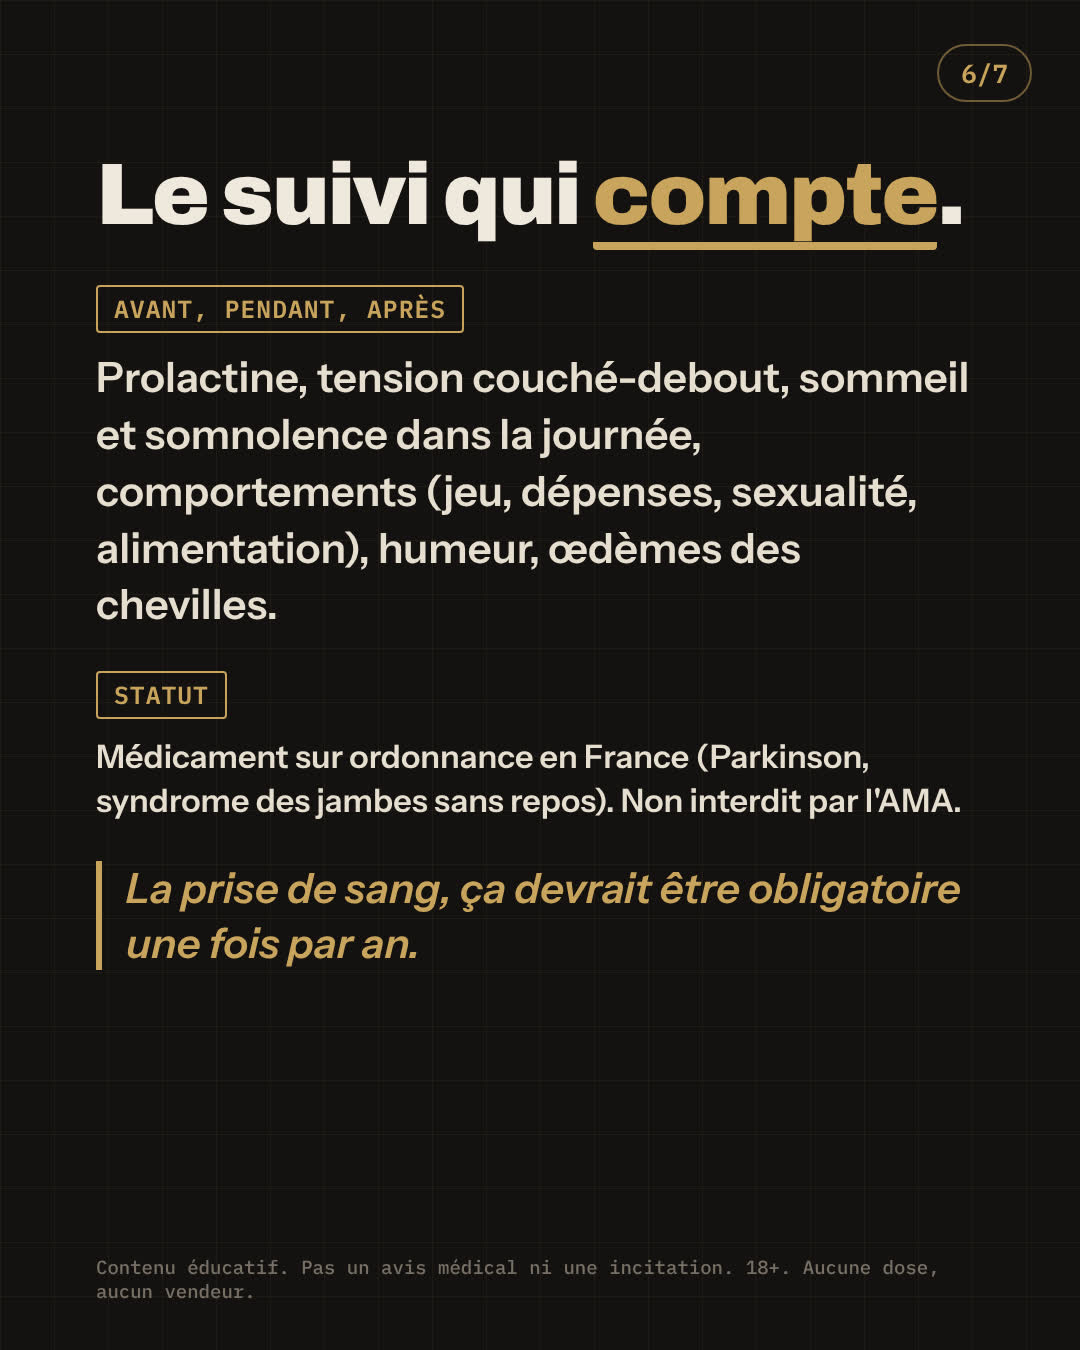 6/7
Le suivi qui compte.
AVANT, PENDANT, APRÈS
Prolactine, tension couché-debout, sommeil
et somnolence dans la journée,
comportements (jeu, dépenses, sexualité,
alimentation), humeur, œdèmes des
chevilles.
STATUT
Médicament sur ordonnance en France (Parkinson,
syndrome des jambes sans repos). Non interdit par l'AMA.
La prise de sang, ça devrait être obligatoire
une fois par an.
Contenu éducatif. Pas un avis médical ni une incitation. 18+. Aucune dose,
aucun vendeur.